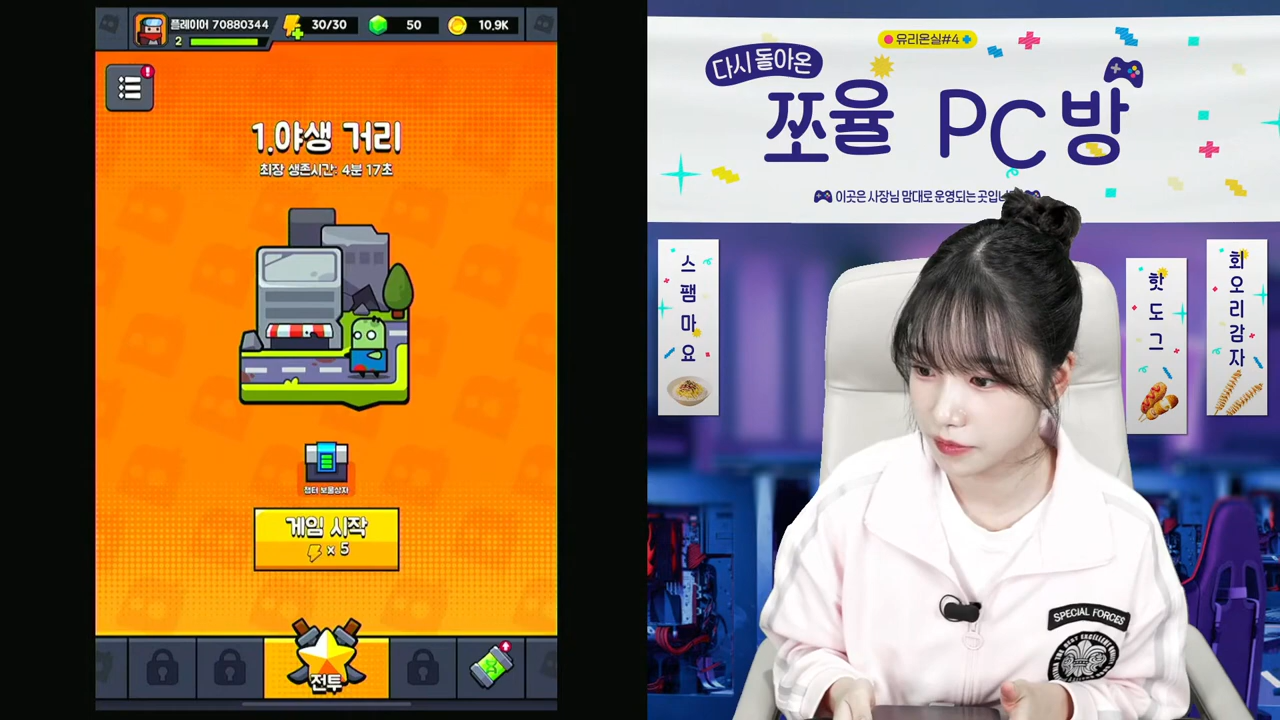 플레이어 70880344
2
30/30
50
10.9K
1.야생 거리
최장 생존시간: 4분 17초
챕터 보물상자
게임 시작
x 5
전투
유리온실#4
다시 돌아온
쪼율 PC방
이곳은 사장님 맘대로 운영되는 곳입니
스팸마요
핫도그
회오리감자
SPECIAL FORCES